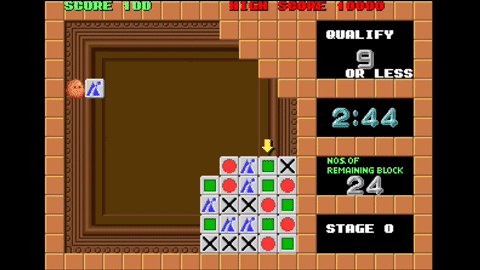 SCORE 100 HIGH SCORE 10000
QUALIFY
9
OR LESS
2:44
NOS.OF
REMAINING BLOCK
24
STAGE 0